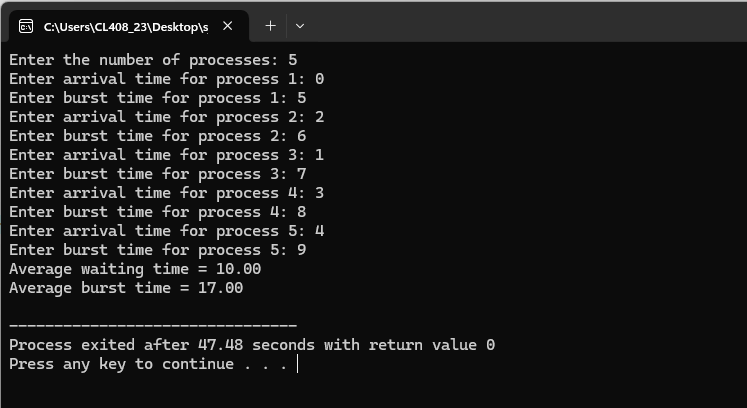 C:\Users\CL408_23\Desktop\s
Enter the number of processes: 5
Enter arrival time for process 1: 0
Enter burst time for process 1: 5
Enter arrival time for process 2: 2
Enter burst time for process 2: 6
Enter arrival time for process 3: 1
Enter burst time for process 3: 7
Enter arrival time for process 4: 3
Enter burst time for process 4: 8
Enter arrival time for process 5: 4
Enter burst time for process 5: 9
Average waiting time = 10.00
Average burst time = 17.00
--------------------------------
Process exited after 47.48 seconds with return value 0
Press any key to continue . . .